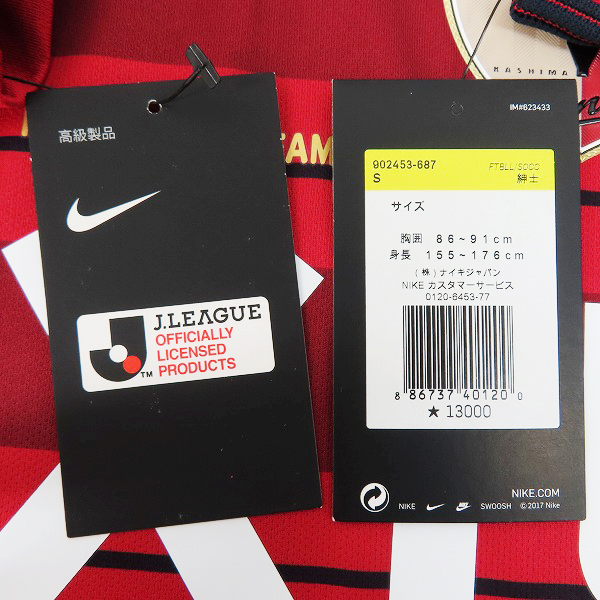 高級製品
J.LEAGUE
OFFICIALLY
LICENSED
PRODUCTS
TM
AM
KASHIMA
IM#623433
902453-687 FTBLL/SOCC
S 紳士
サイズ
胸囲 86~91cm
身長 155~176cm
(株)ナイキジャパン
NIKE カスタマーサービス
0120-6453-77
8 86737 40120 0
★ 13000
NIKE.COM
NIKE SWOOSH © 2017 Nike